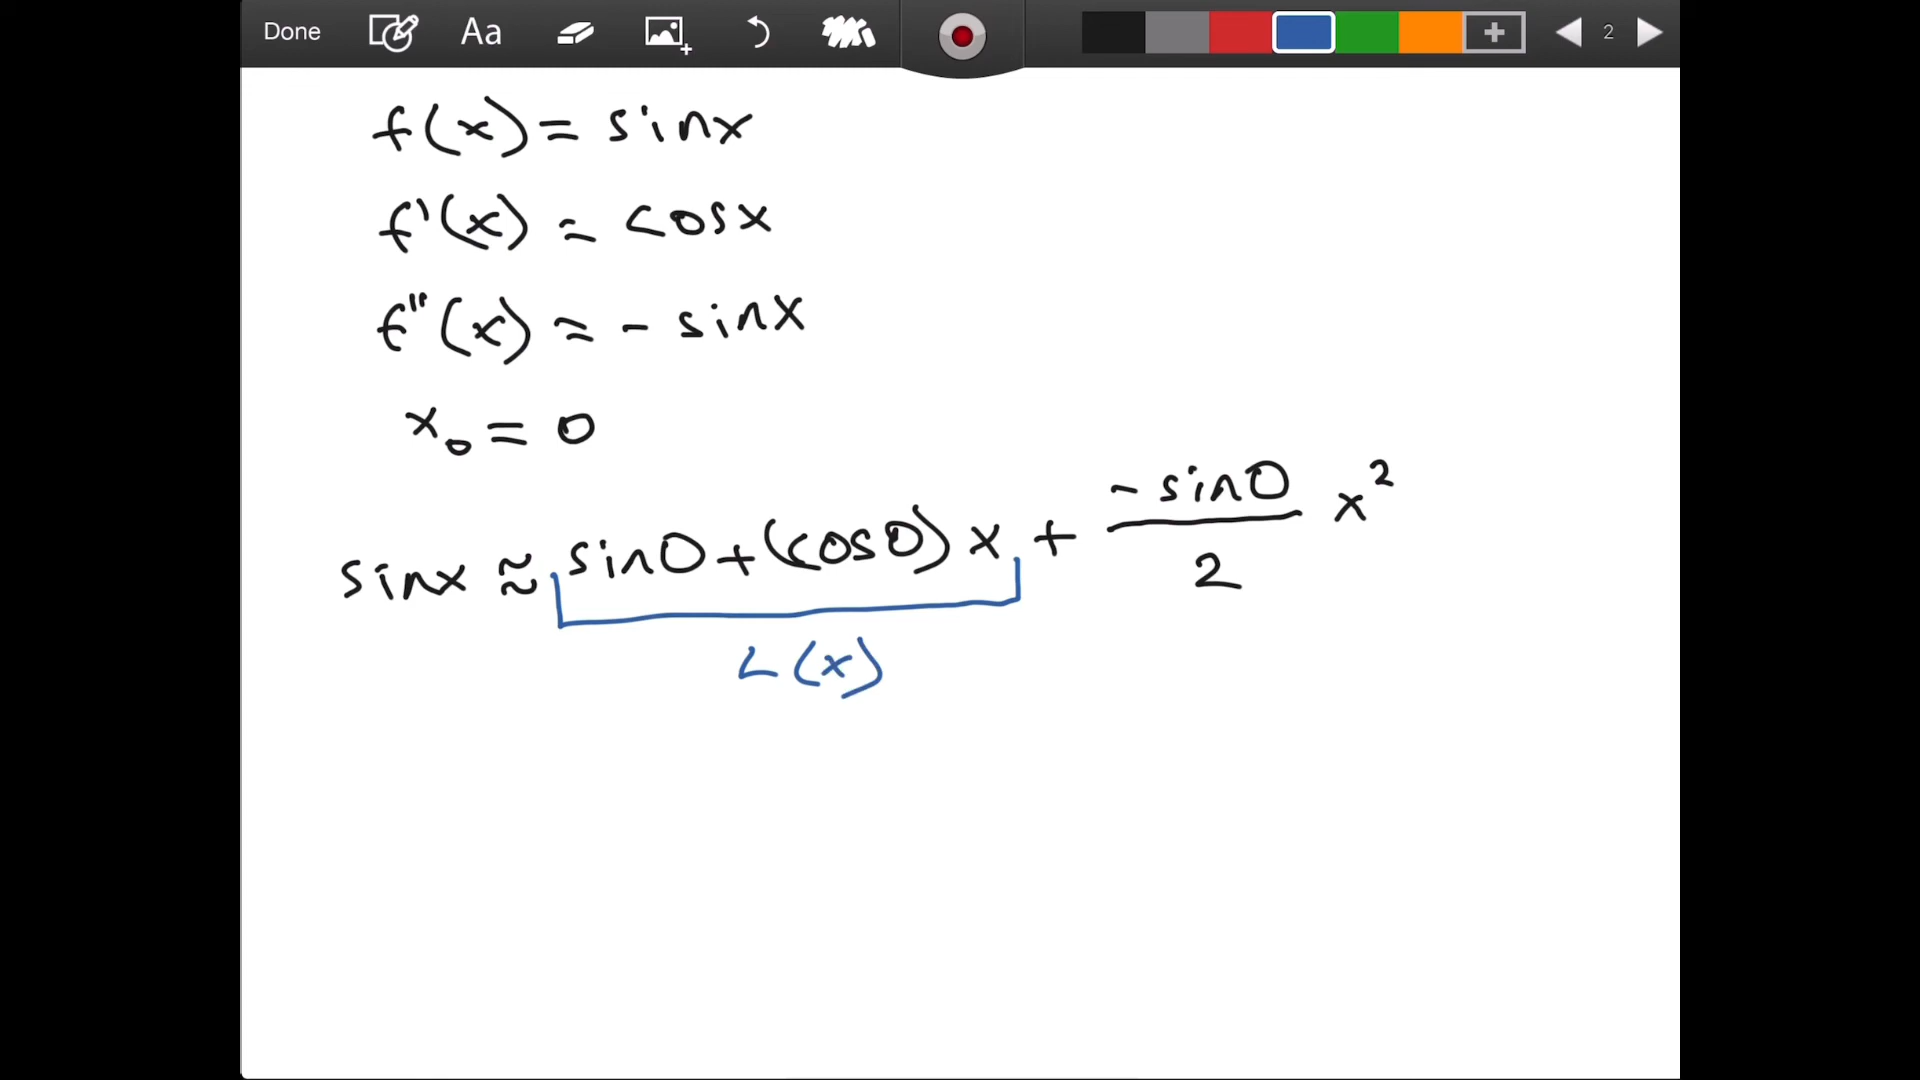 Done Aa 2
f(x) = sinx
f'(x) = cosx
f"(x) = - sinx
x₀ = 0
sinx ≈ sin0 + (cos0) x + -sin0/2 x²
L(x)